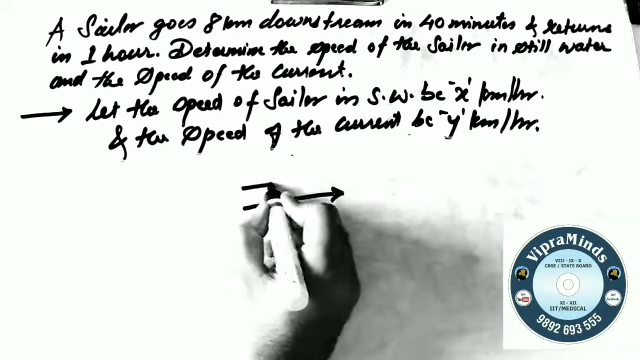 A Sailor goes 8 km downstream in 40 minutes & returns
in 1 hour. Determine the speed of the Sailor in still water
and the Speed of the Current.
let the Speed of Sailor in s.w. be 'x' km/hr.
& the Speed of the current be 'y' km/hr.
VipraMinds
VIII - IX - X
CBSE / STATE BOARD
XI - XII
IIT/MEDICAL
9892 693 555